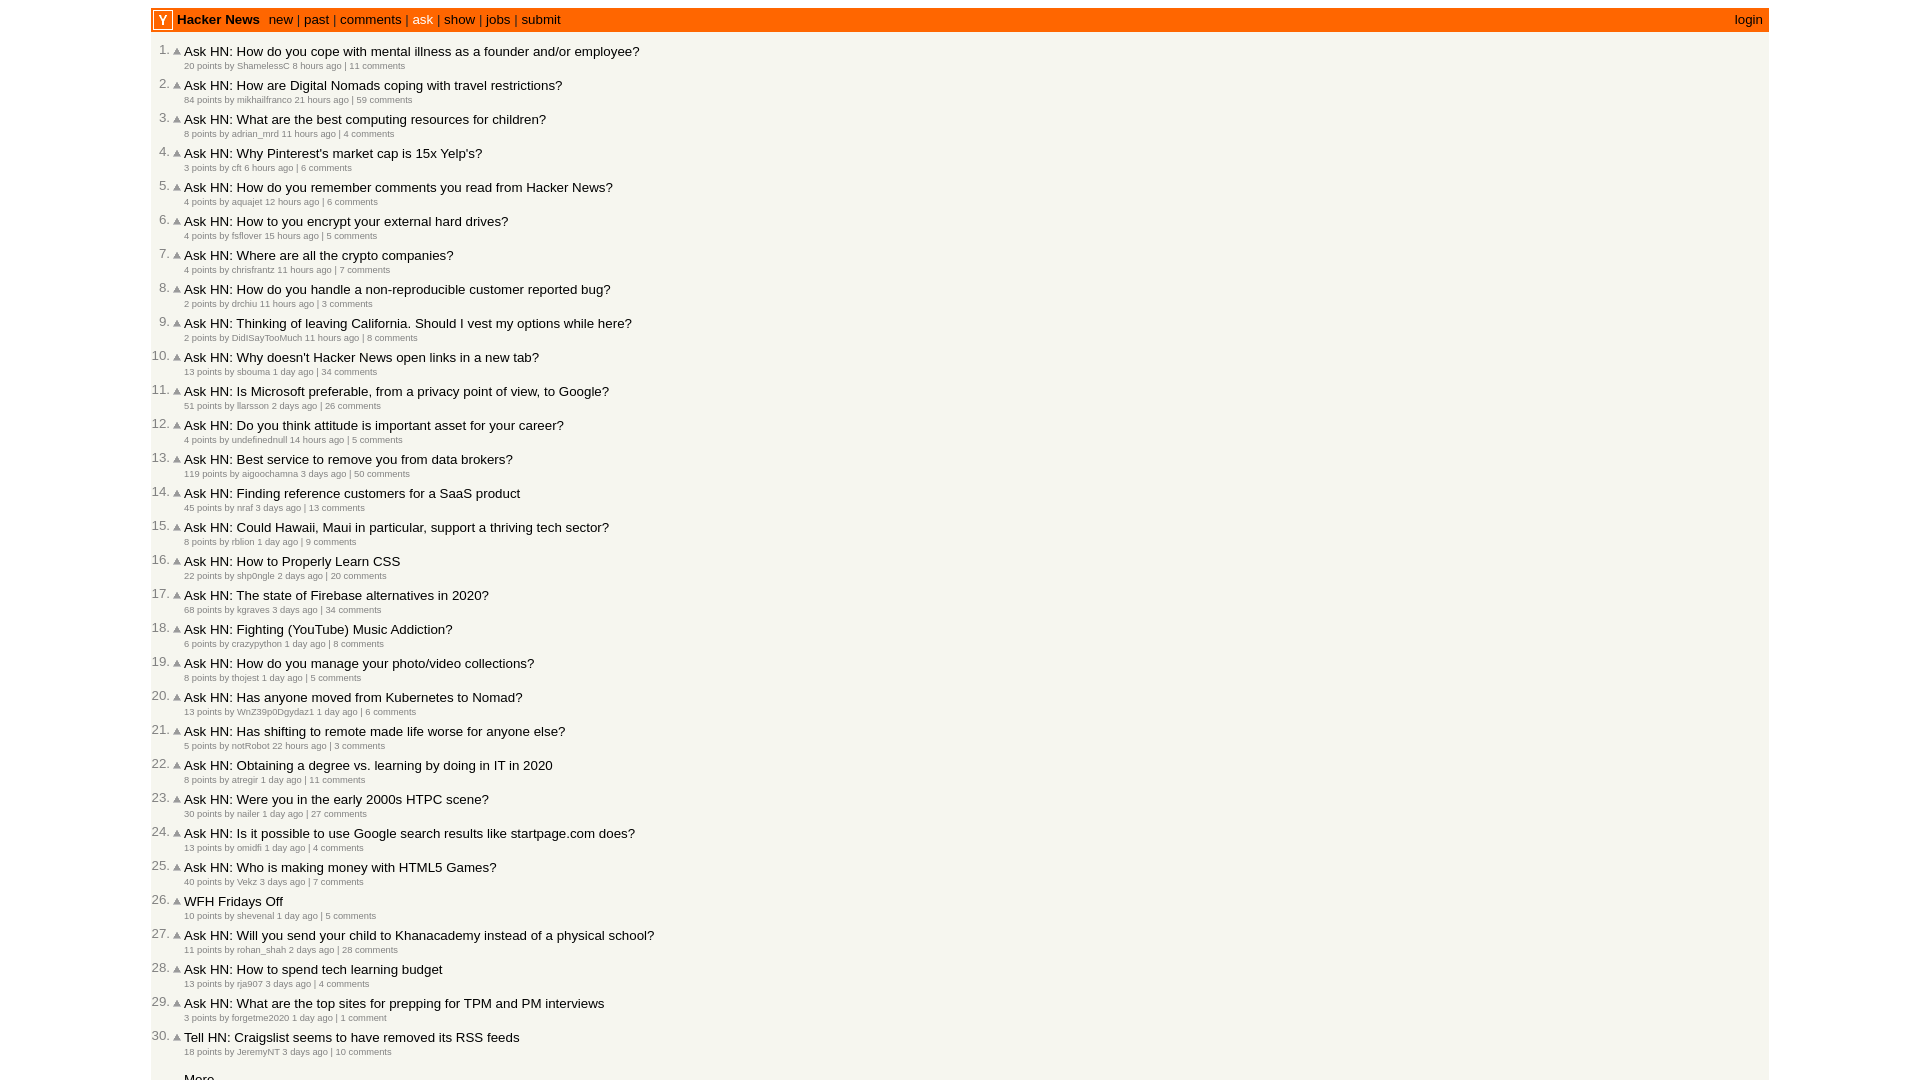 Y Hacker News new | past | comments | ask | show | jobs | submit login
1. Ask HN: How do you cope with mental illness as a founder and/or employee?
20 points by ShamelessC 8 hours ago | 11 comments
2. Ask HN: How are Digital Nomads coping with travel restrictions?
84 points by mikhailfranco 21 hours ago | 59 comments
3. Ask HN: What are the best computing resources for children?
8 points by adrian_mrd 11 hours ago | 4 comments
4. Ask HN: Why Pinterest's market cap is 15x Yelp's?
3 points by cft 6 hours ago | 6 comments
5. Ask HN: How do you remember comments you read from Hacker News?
4 points by aquajet 12 hours ago | 6 comments
6. Ask HN: How to you encrypt your external hard drives?
4 points by fsflover 15 hours ago | 5 comments
7. Ask HN: Where are all the crypto companies?
4 points by chrisfrantz 11 hours ago | 7 comments
8. Ask HN: How do you handle a non-reproducible customer reported bug?
2 points by drchiu 11 hours ago | 3 comments
9. Ask HN: Thinking of leaving California. Should I vest my options while here?
2 points by DidISayTooMuch 11 hours ago | 8 comments
10. Ask HN: Why doesn't Hacker News open links in a new tab?
13 points by sbouma 1 day ago | 34 comments
11. Ask HN: Is Microsoft preferable, from a privacy point of view, to Google?
51 points by llarsson 2 days ago | 26 comments
12. Ask HN: Do you think attitude is important asset for your career?
4 points by undefinednull 14 hours ago | 5 comments
13. Ask HN: Best service to remove you from data brokers?
119 points by aigoochamna 3 days ago | 50 comments
14. Ask HN: Finding reference customers for a SaaS product
45 points by nraf 3 days ago | 13 comments
15. Ask HN: Could Hawaii, Maui in particular, support a thriving tech sector?
8 points by rblion 1 day ago | 9 comments
16. Ask HN: How to Properly Learn CSS
22 points by shp0ngle 2 days ago | 20 comments
17. Ask HN: The state of Firebase alternatives in 2020?
68 points by kgraves 3 days ago | 34 comments
18. Ask HN: Fighting (YouTube) Music Addiction?
6 points by crazypython 1 day ago | 8 comments
19. Ask HN: How do you manage your photo/video collections?
8 points by thojest 1 day ago | 5 comments
20. Ask HN: Has anyone moved from Kubernetes to Nomad?
13 points by WnZ39p0Dgydaz1 1 day ago | 6 comments
21. Ask HN: Has shifting to remote made life worse for anyone else?
5 points by notRobot 22 hours ago | 3 comments
22. Ask HN: Obtaining a degree vs. learning by doing in IT in 2020
8 points by atregir 1 day ago | 11 comments
23. Ask HN: Were you in the early 2000s HTPC scene?
30 points by nailer 1 day ago | 27 comments
24. Ask HN: Is it possible to use Google search results like startpage.com does?
13 points by omidfi 1 day ago | 4 comments
25. Ask HN: Who is making money with HTML5 Games?
40 points by Vekz 3 days ago | 7 comments
26. WFH Fridays Off
10 points by shevenal 1 day ago | 5 comments
27. Ask HN: Will you send your child to Khanacademy instead of a physical school?
11 points by rohan_shah 2 days ago | 28 comments
28. Ask HN: How to spend tech learning budget
13 points by rja907 3 days ago | 4 comments
29. Ask HN: What are the top sites for prepping for TPM and PM interviews
3 points by forgetme2020 1 day ago | 1 comment
30. Tell HN: Craigslist seems to have removed its RSS feeds
18 points by JeremyNT 3 days ago | 10 comments
More